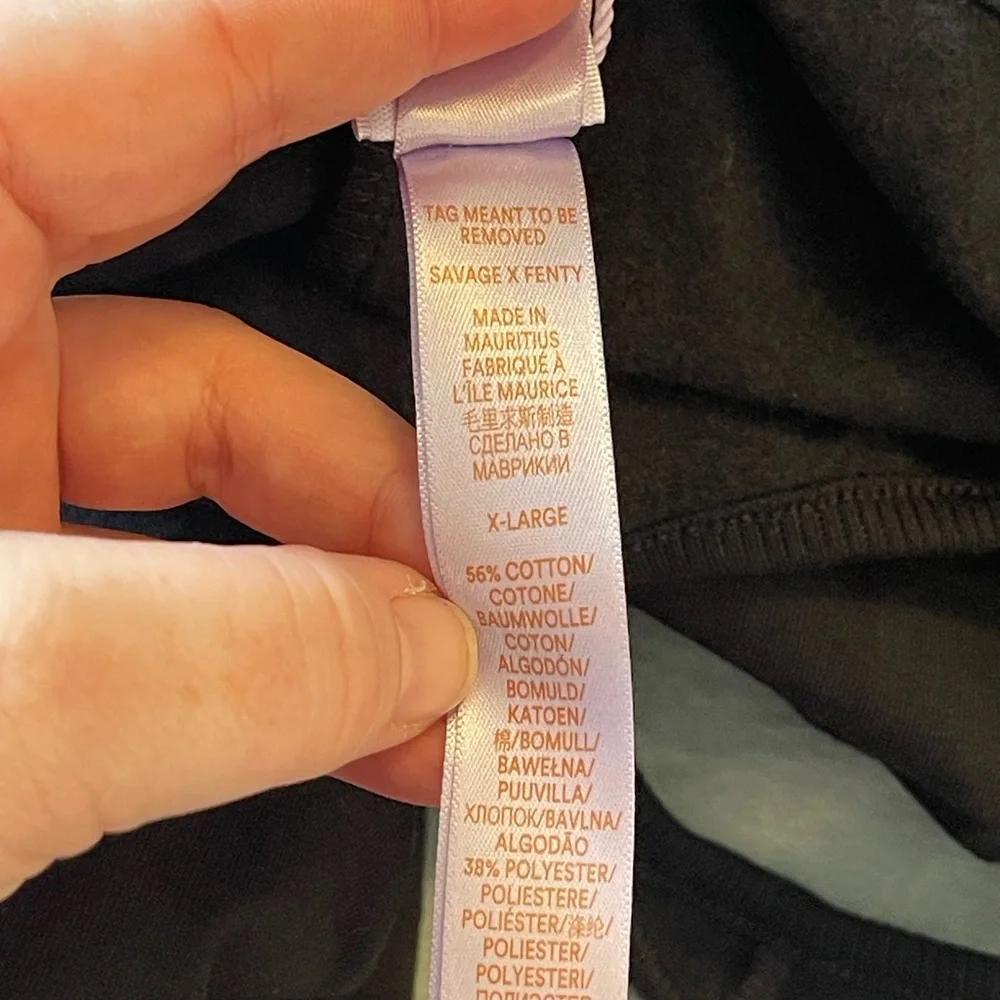 TAG MEANT TO BE
REMOVED
SAVAGE X FENTY
MADE IN
MAURITIUS
FABRIQUÉ À
L'ÎLE MAURICE
毛里求斯制造
СДЕЛАНО В
МАВРИКИИ
X-LARGE
56% COTTON/
COTONE/
BAUMWOLLE/
COTON/
ALGODÓN/
BOMULD/
KATOEN/
棉/BOMULL/
BAWEŁNA/
PUUVILLA/
ХЛОПОК/BAVLNA/
ALGODÃO
38% POLYESTER/
POLIESTERE/
POLIÉSTER/涤纶/
POLIESTER/
POLYESTERI/
ПОЛИЭСТЕР